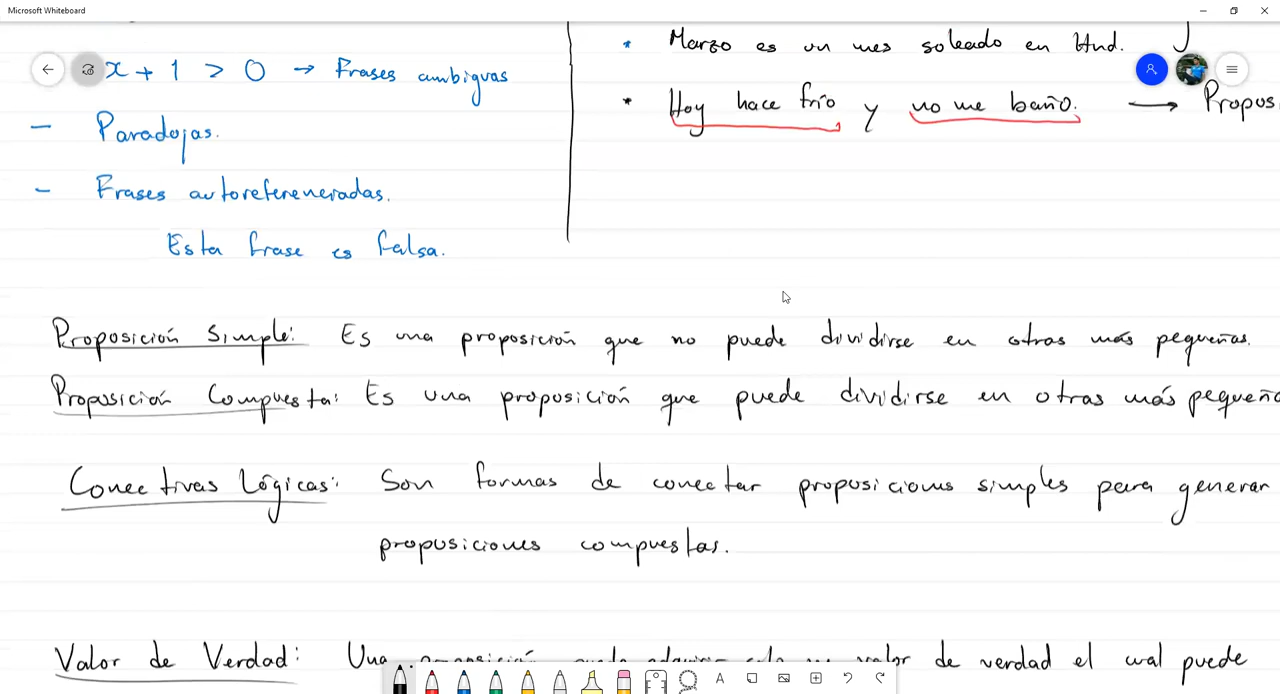 Microsoft Whiteboard
x + 1 > 0 → Frases ambiguas
- Paradojas.
- Frases autoreferenciadas.
Esta frase es falsa.
* Marzo es un mes soleado en Hnd.
* Hoy hace frío y no me baño. → Propos
Proposición Simple: Es una proposición que no puede dividirse en otras más pequeñas.
Proposición Compuesta: Es una proposición que puede dividirse en otras más pequeña
Conectivas Lógicas: Son formas de conectar proposiciones simples para generar
proposiciones compuestas.
Valor de Verdad: Una valor de verdad el cual puede